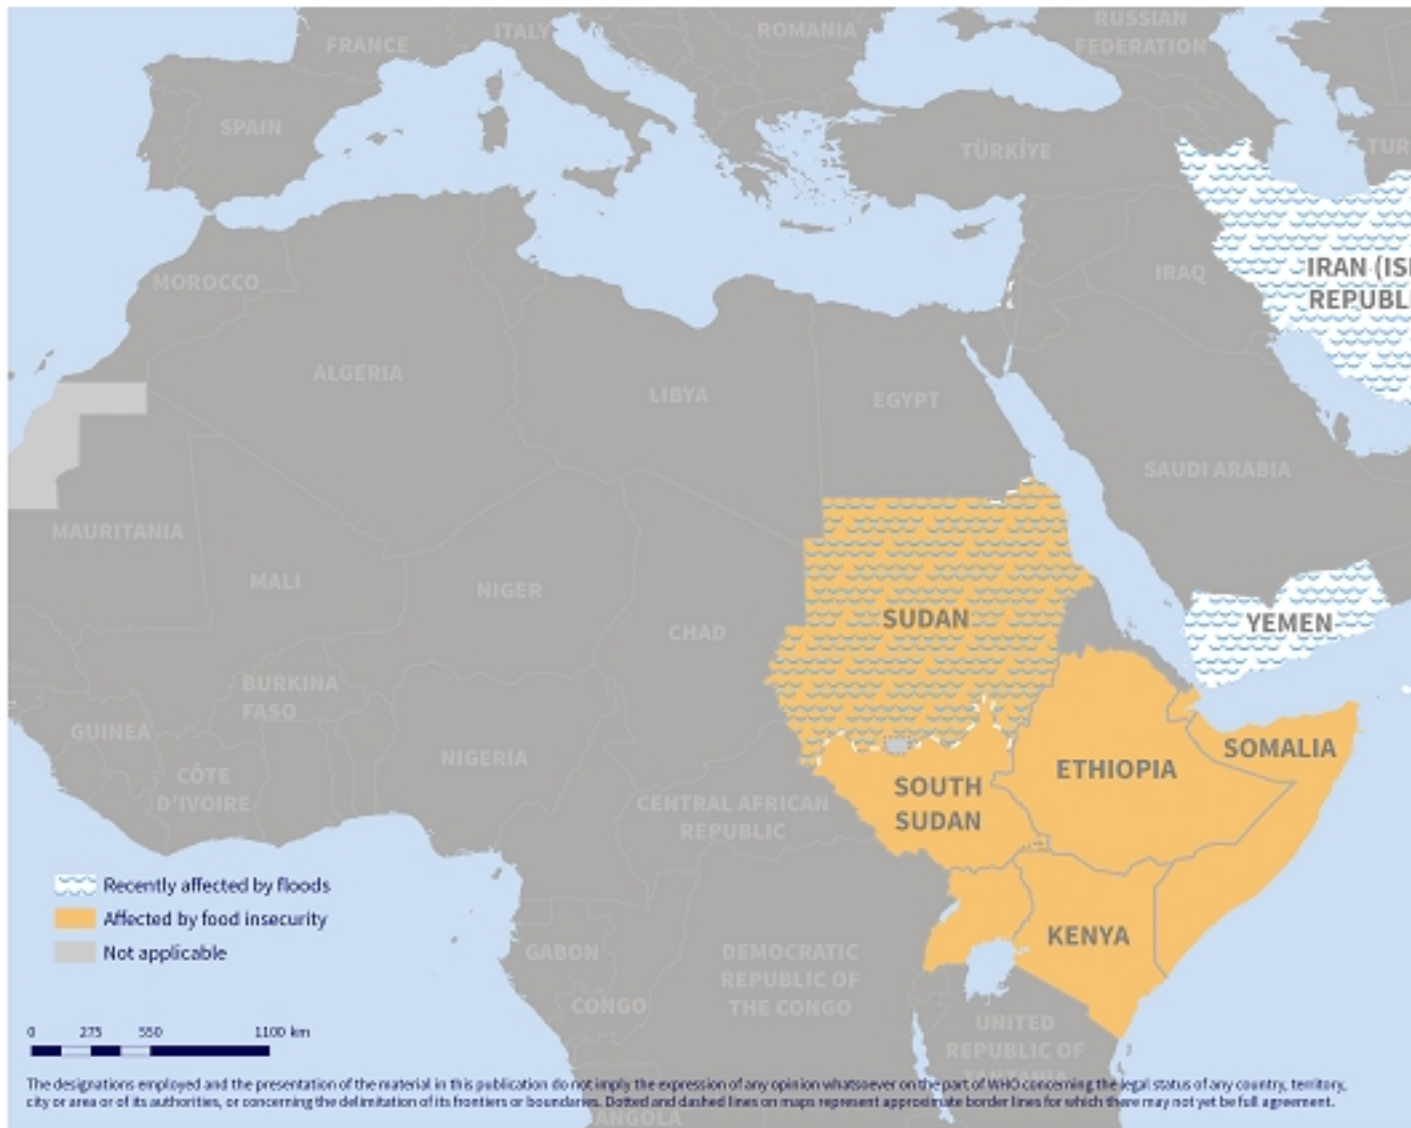 RUSSIAN
FEDERATION
FRANCE
ITALY
ROMANIA
SPAIN
TÜRKİYE
TUR
IRAN (ISI
REPUBL
IRAQ
MOROCCO
ALGERIA
LIBYA
EGYPT
SAUDI ARABIA
MAURITANIA
MALI
NIGER
CHAD
SUDAN
YEMEN
BURKINA
FASO
GUINEA
CÔTE
D'IVOIRE
NIGERIA
CENTRAL AFRICAN
REPUBLIC
SOUTH
SUDAN
ETHIOPIA
SOMALIA
KENYA
GABON
CONGO
DEMOCRATIC
REPUBLIC OF
THE CONGO
UNITED
REPUBLIC OF
TANZANIA
ANGOLA
Recently affected by floods
Affected by food insecurity
Not applicable
0 275 550 1100 km
The designations employed and the presentation of the material in this publication do not imply the expression of any opinion whatsoever on the part of WHO concerning the legal status of any country, territory,
city or area or of its authorities, or concerning the delimitation of its frontiers or boundaries. Dotted and dashed lines on maps represent approximate border lines for which there may not yet be full agreement.